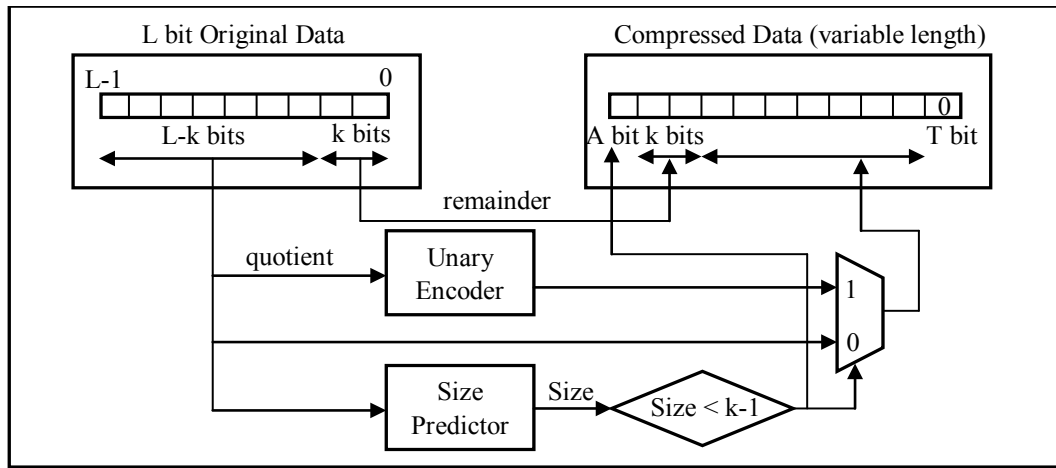 L bit Original Data
Compressed Data (variable length)
L-1
0
0
L-k bits
k bits
A bit
k bits
T bit
remainder
quotient
Unary
Encoder
1
0
Size
Predictor
Size
Size < k-1